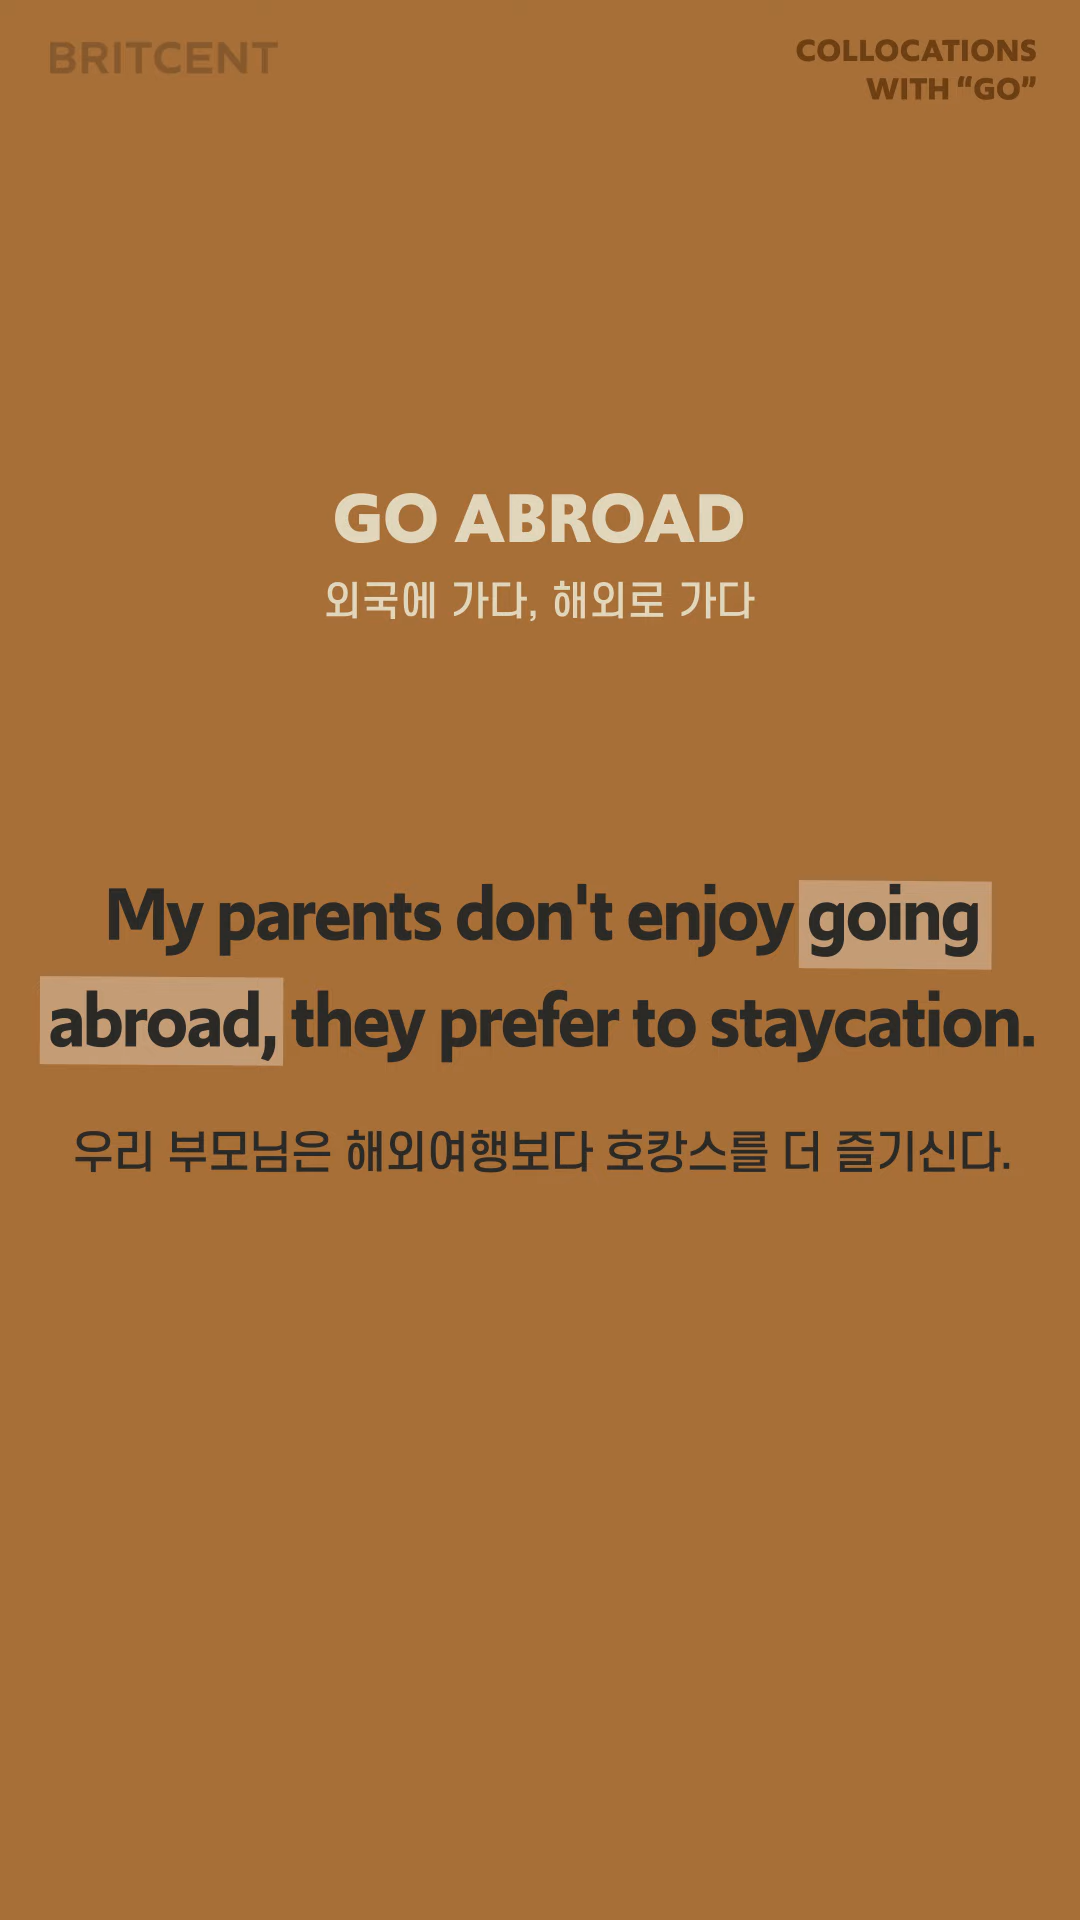 BRITCENT
COLLOCATIONS
WITH “GO”
GO ABROAD
외국에 가다, 해외로 가다
My parents don't enjoy going
abroad, they prefer to staycation.
우리 부모님은 해외여행보다 호캉스를 더 즐기신다.